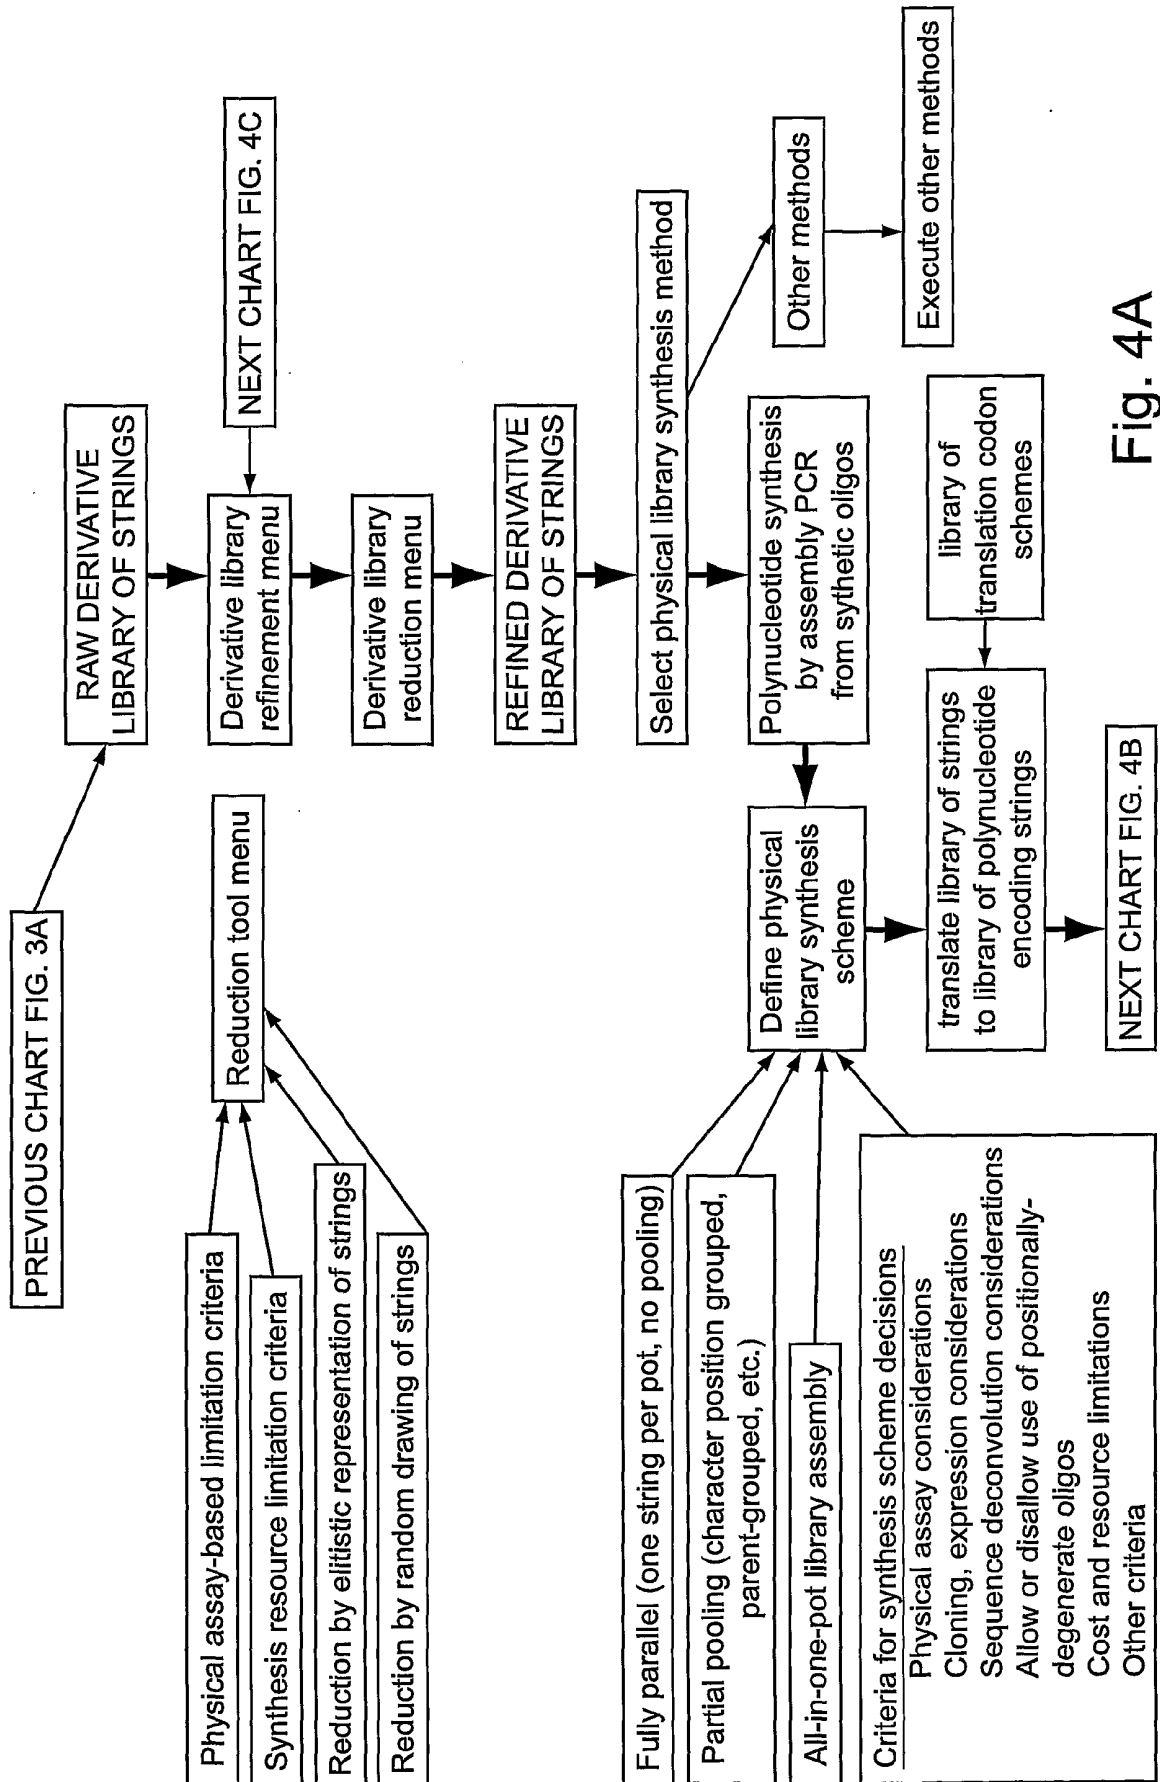 PREVIOUS CHART FIG. 3A
RAW DERIVATIVE
LIBRARY OF STRINGS
NEXT CHART FIG. 4C
Derivative library
refinement menu
Derivative library
reduction menu
REFINED DERIVATIVE
LIBRARY OF STRINGS
Physical assay-based limitation criteria
Synthesis resource limitation criteria
Reduction by elitistic representation of strings
Reduction by random drawing of strings
Reduction tool menu
Select physical library synthesis method
Other methods
Execute other methods
Polynucleotide synthesis
by assembly PCR
from sythetic oligos
Define physical
library synthesis
scheme
Fully parallel (one string per pot, no pooling)
Partial pooling (character position grouped,
parent-grouped, etc.)
All-in-one-pot library assembly
Criteria for synthesis scheme decisions
Physical assay considerations
Cloning, expression considerations
Sequence deconvolution considerations
Allow or disallow use of positionally-
degenerate oligos
Cost and resource limitations
Other criteria
library of
translation codon
schemes
translate library of strings
to library of polynucleotide
encoding strings
NEXT CHART FIG. 4B
Fig. 4A